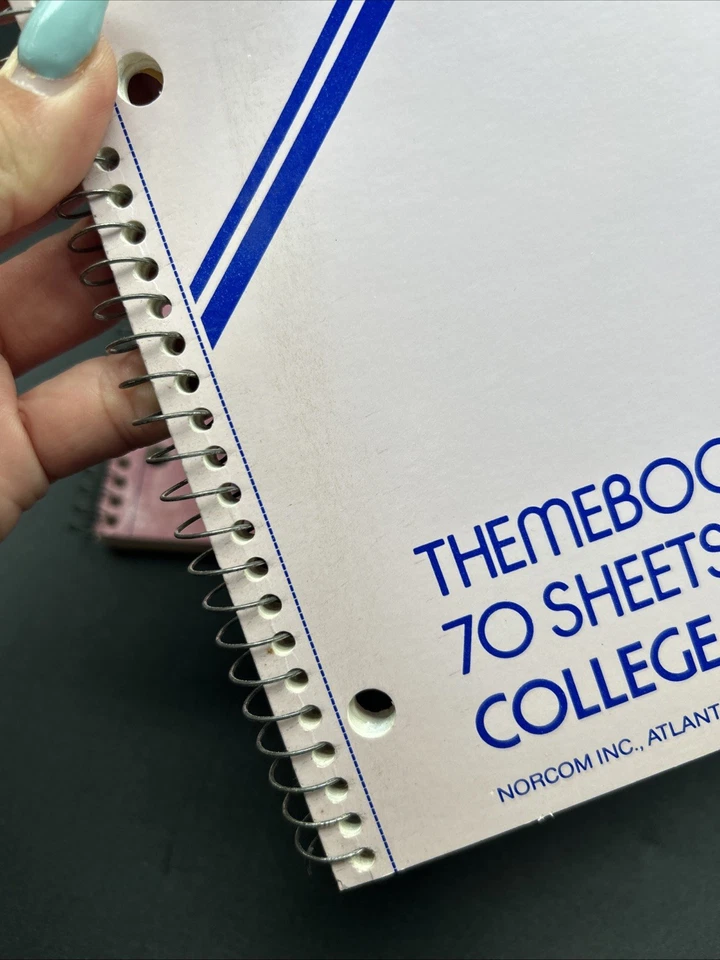 THEMEBOO
70 SHEETS
COLLEGE
NORCOM INC., ATLANT